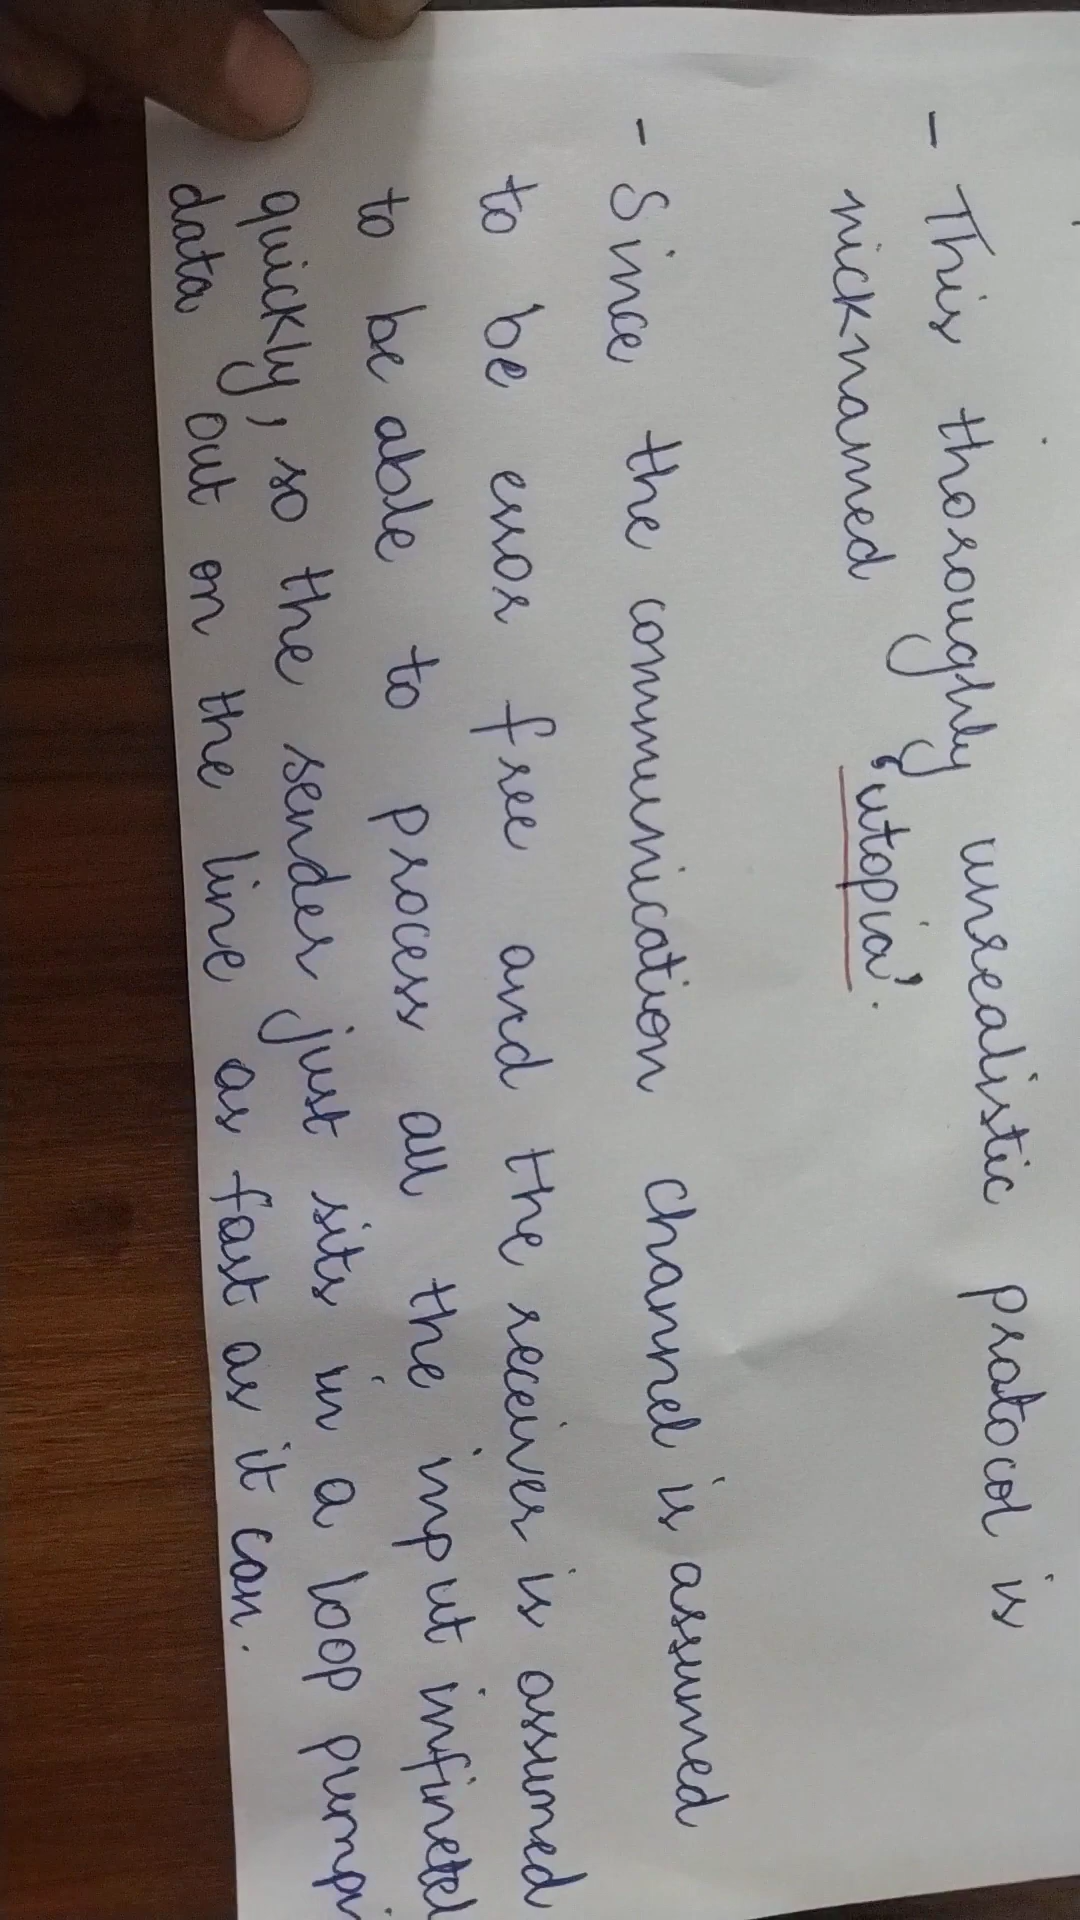 - This thoroughly unrealistic protocol is
nicknamed 'utopia'.
- Since the communication channel is assumed
to be error free and the receiver is assumed
to be able to process all the input infinetel
quickly, so the sender just sits in a loop pumpi
data out on the line as fast as it can.